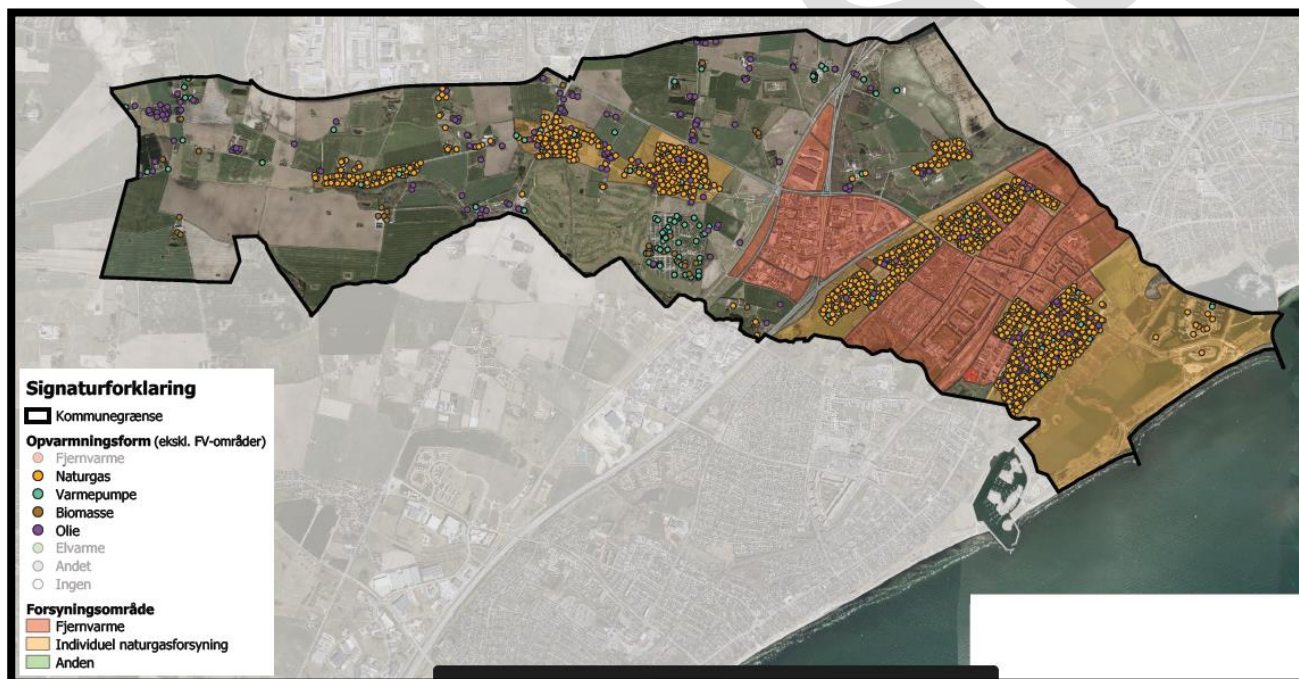 Signaturforklaring
Kommunegrænse
Opvarmningsform (ekskl. FV-områder)
Fjernvarme
Naturgas
Varmepumpe
Biomasse
Olie
Elvarme
Andet
Ingen
Forsyningsområde
Fjernvarme
Individuel naturgasforsyning
Anden